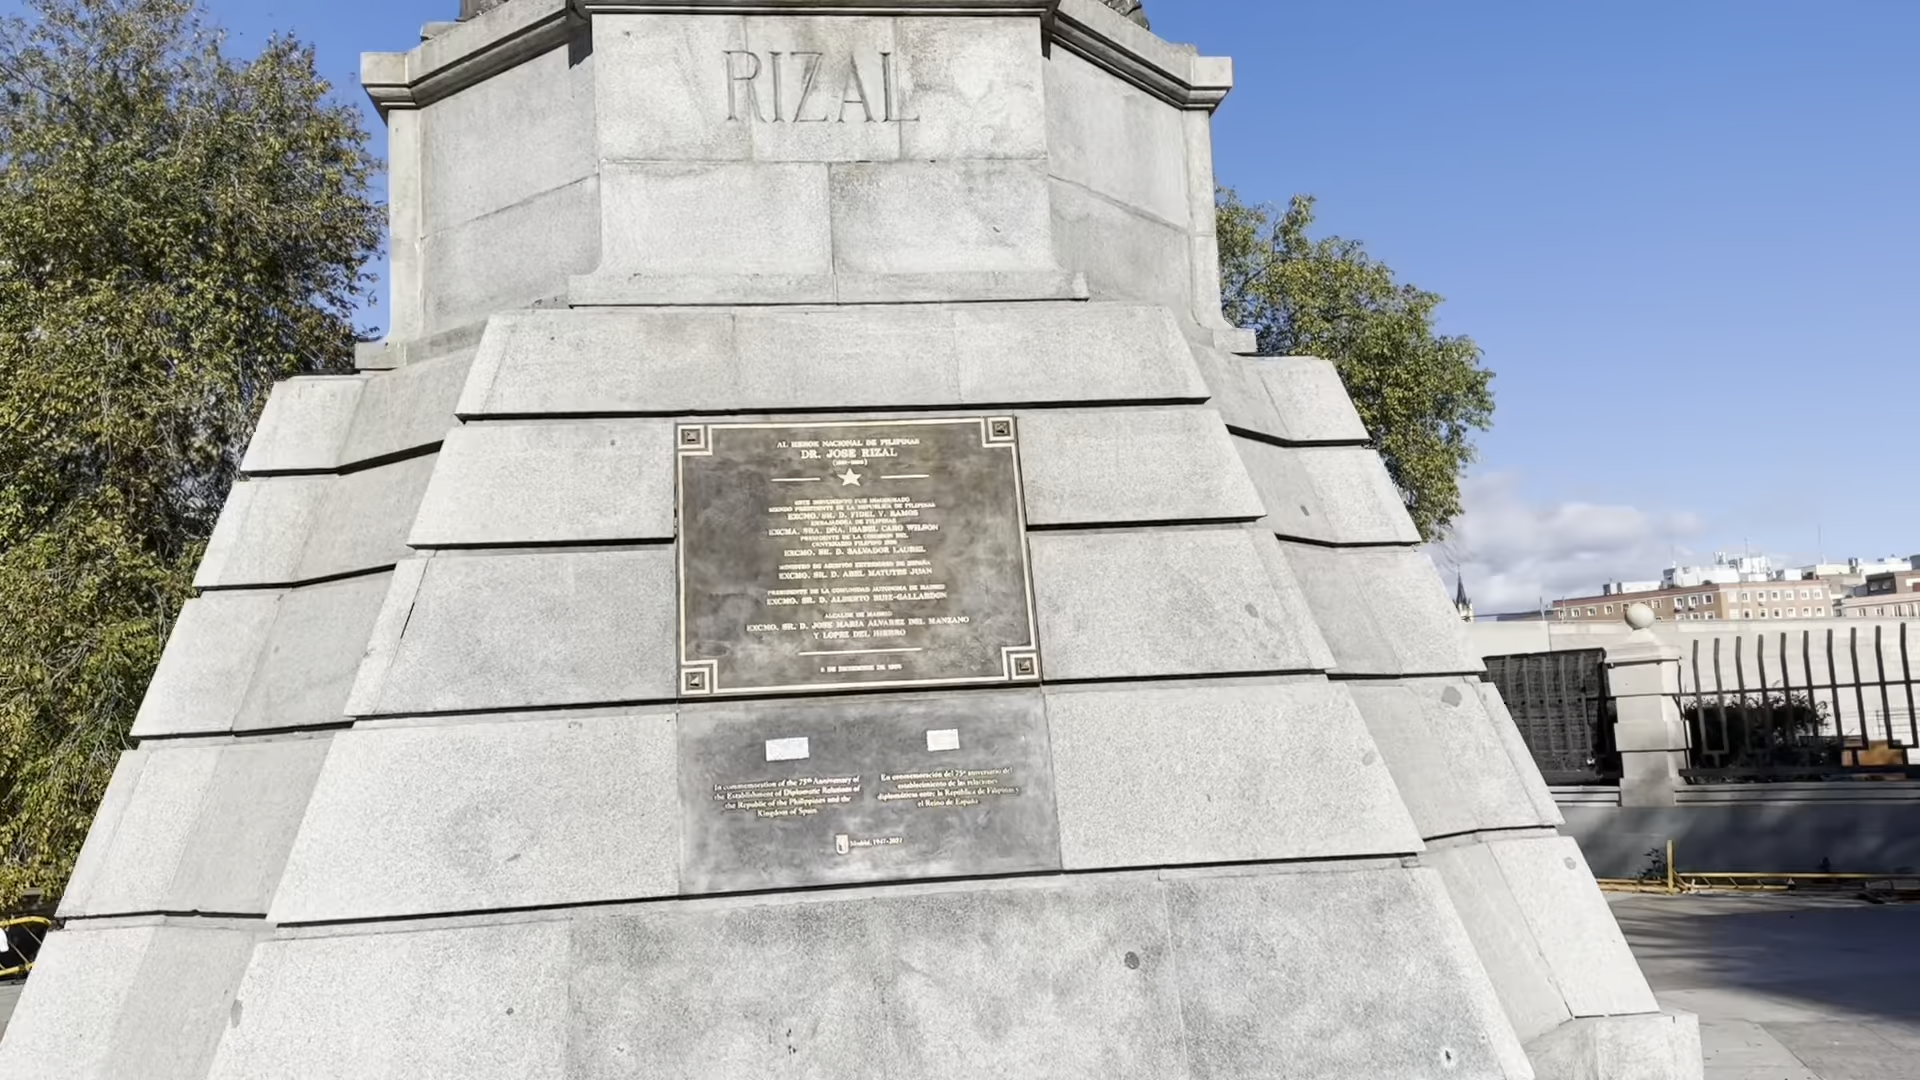 RIZAL
AL HEROE NACIONAL DE FILIPINAS
DR. JOSE RIZAL
ESTE MONUMENTO FUE INAUGURADO
SIENDO PRESIDENTE DE LA REPUBLICA DE FILIPINAS
EXCMO. SR. D. FIDEL V. RAMOS
EMBAJADORA DE FILIPINAS
EXCMA. SRA. DÑA. ISABEL CARO WILSON
PRESIDENTE DE LA COMISION DEL
CENTENARIO FILIPINO
EXCMO. SR. D. SALVADOR LAUREL
MINISTRO DE ASUNTOS EXTERIORES DE ESPAÑA
EXCMO. SR. D. ABEL MATUTES JUAN
PRESIDENTE DE LA COMUNIDAD AUTONOMA DE MADRID
EXCMO. SR. D. ALBERTO RUIZ-GALLARDON
ALCALDE DE MADRID
EXCMO. SR. D. JOSE MARIA ALVAREZ DEL MANZANO
Y LOPEZ DEL HIERRO
DE DICIEMBRE DE
In commemoration of the 75th Anniversary of
the Establishment of Diplomatic Relations of
the Republic of the Philippines and the
Kingdom of Spain
En conmemoración del 75º aniversario del
establecimiento de las relaciones
diplomáticas entre la República de Filipinas y
el Reino de España
Madrid,